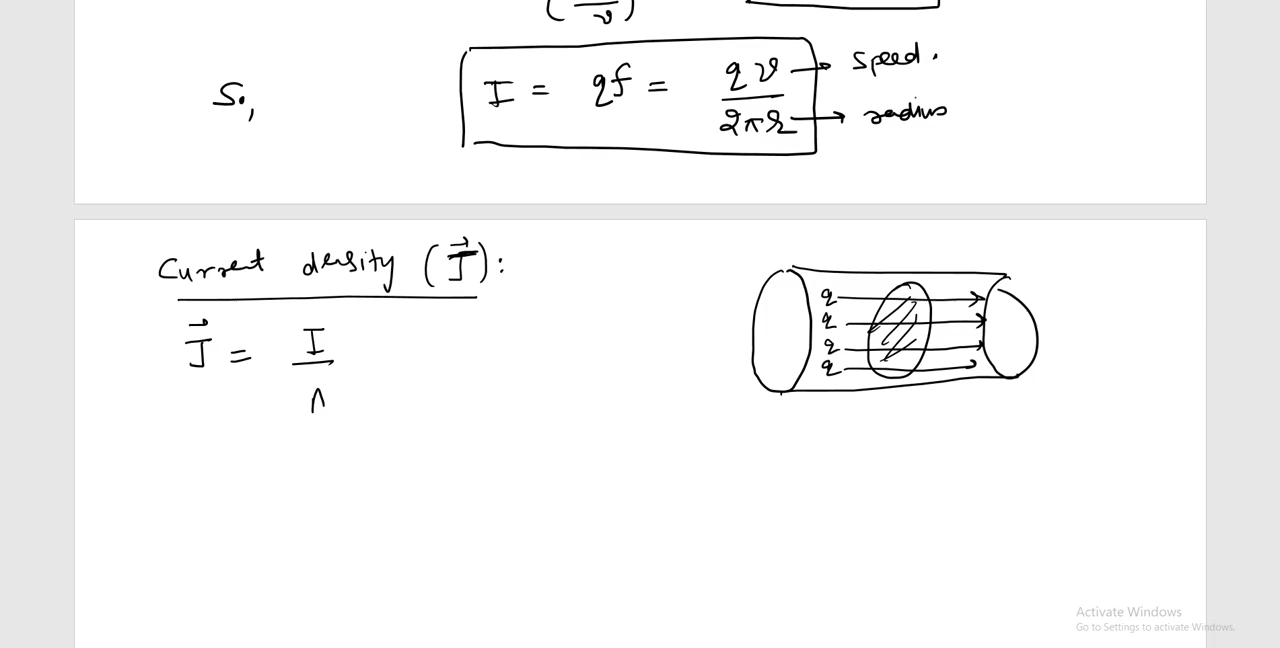 ( /v)
So, I = qf = qv/2πr → speed.
→ radius
Current density (J⃗):
J⃗ = I/
q
q
q
q
Activate Windows
Go to Settings to activate Windows.